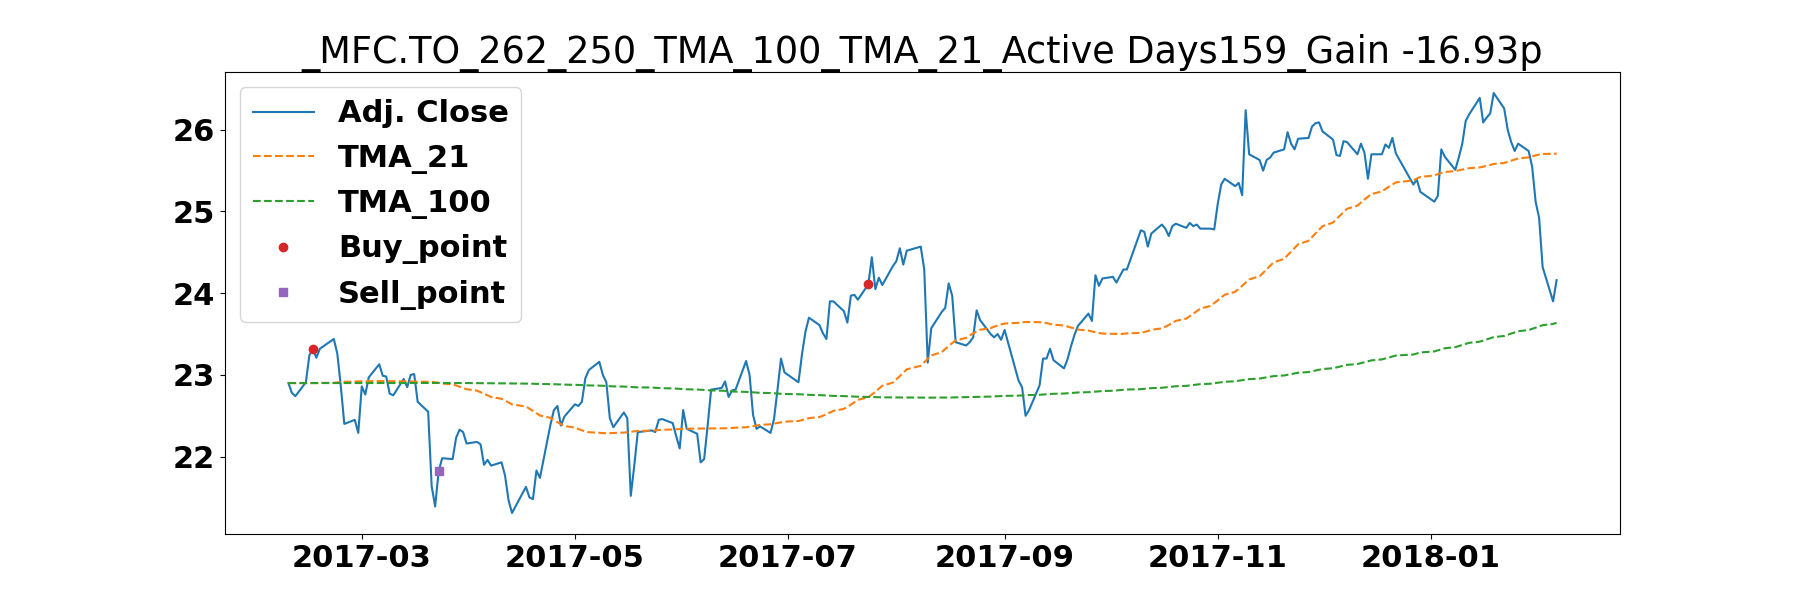 _MFC.TO_262_250_TMA_100_TMA_21_Active Days159_Gain -16.93p
Adj. Close
TMA_21
TMA_100
Buy_point
Sell_point
26
25
24
23
22
2017-03 2017-05 2017-07 2017-09 2017-11 2018-01